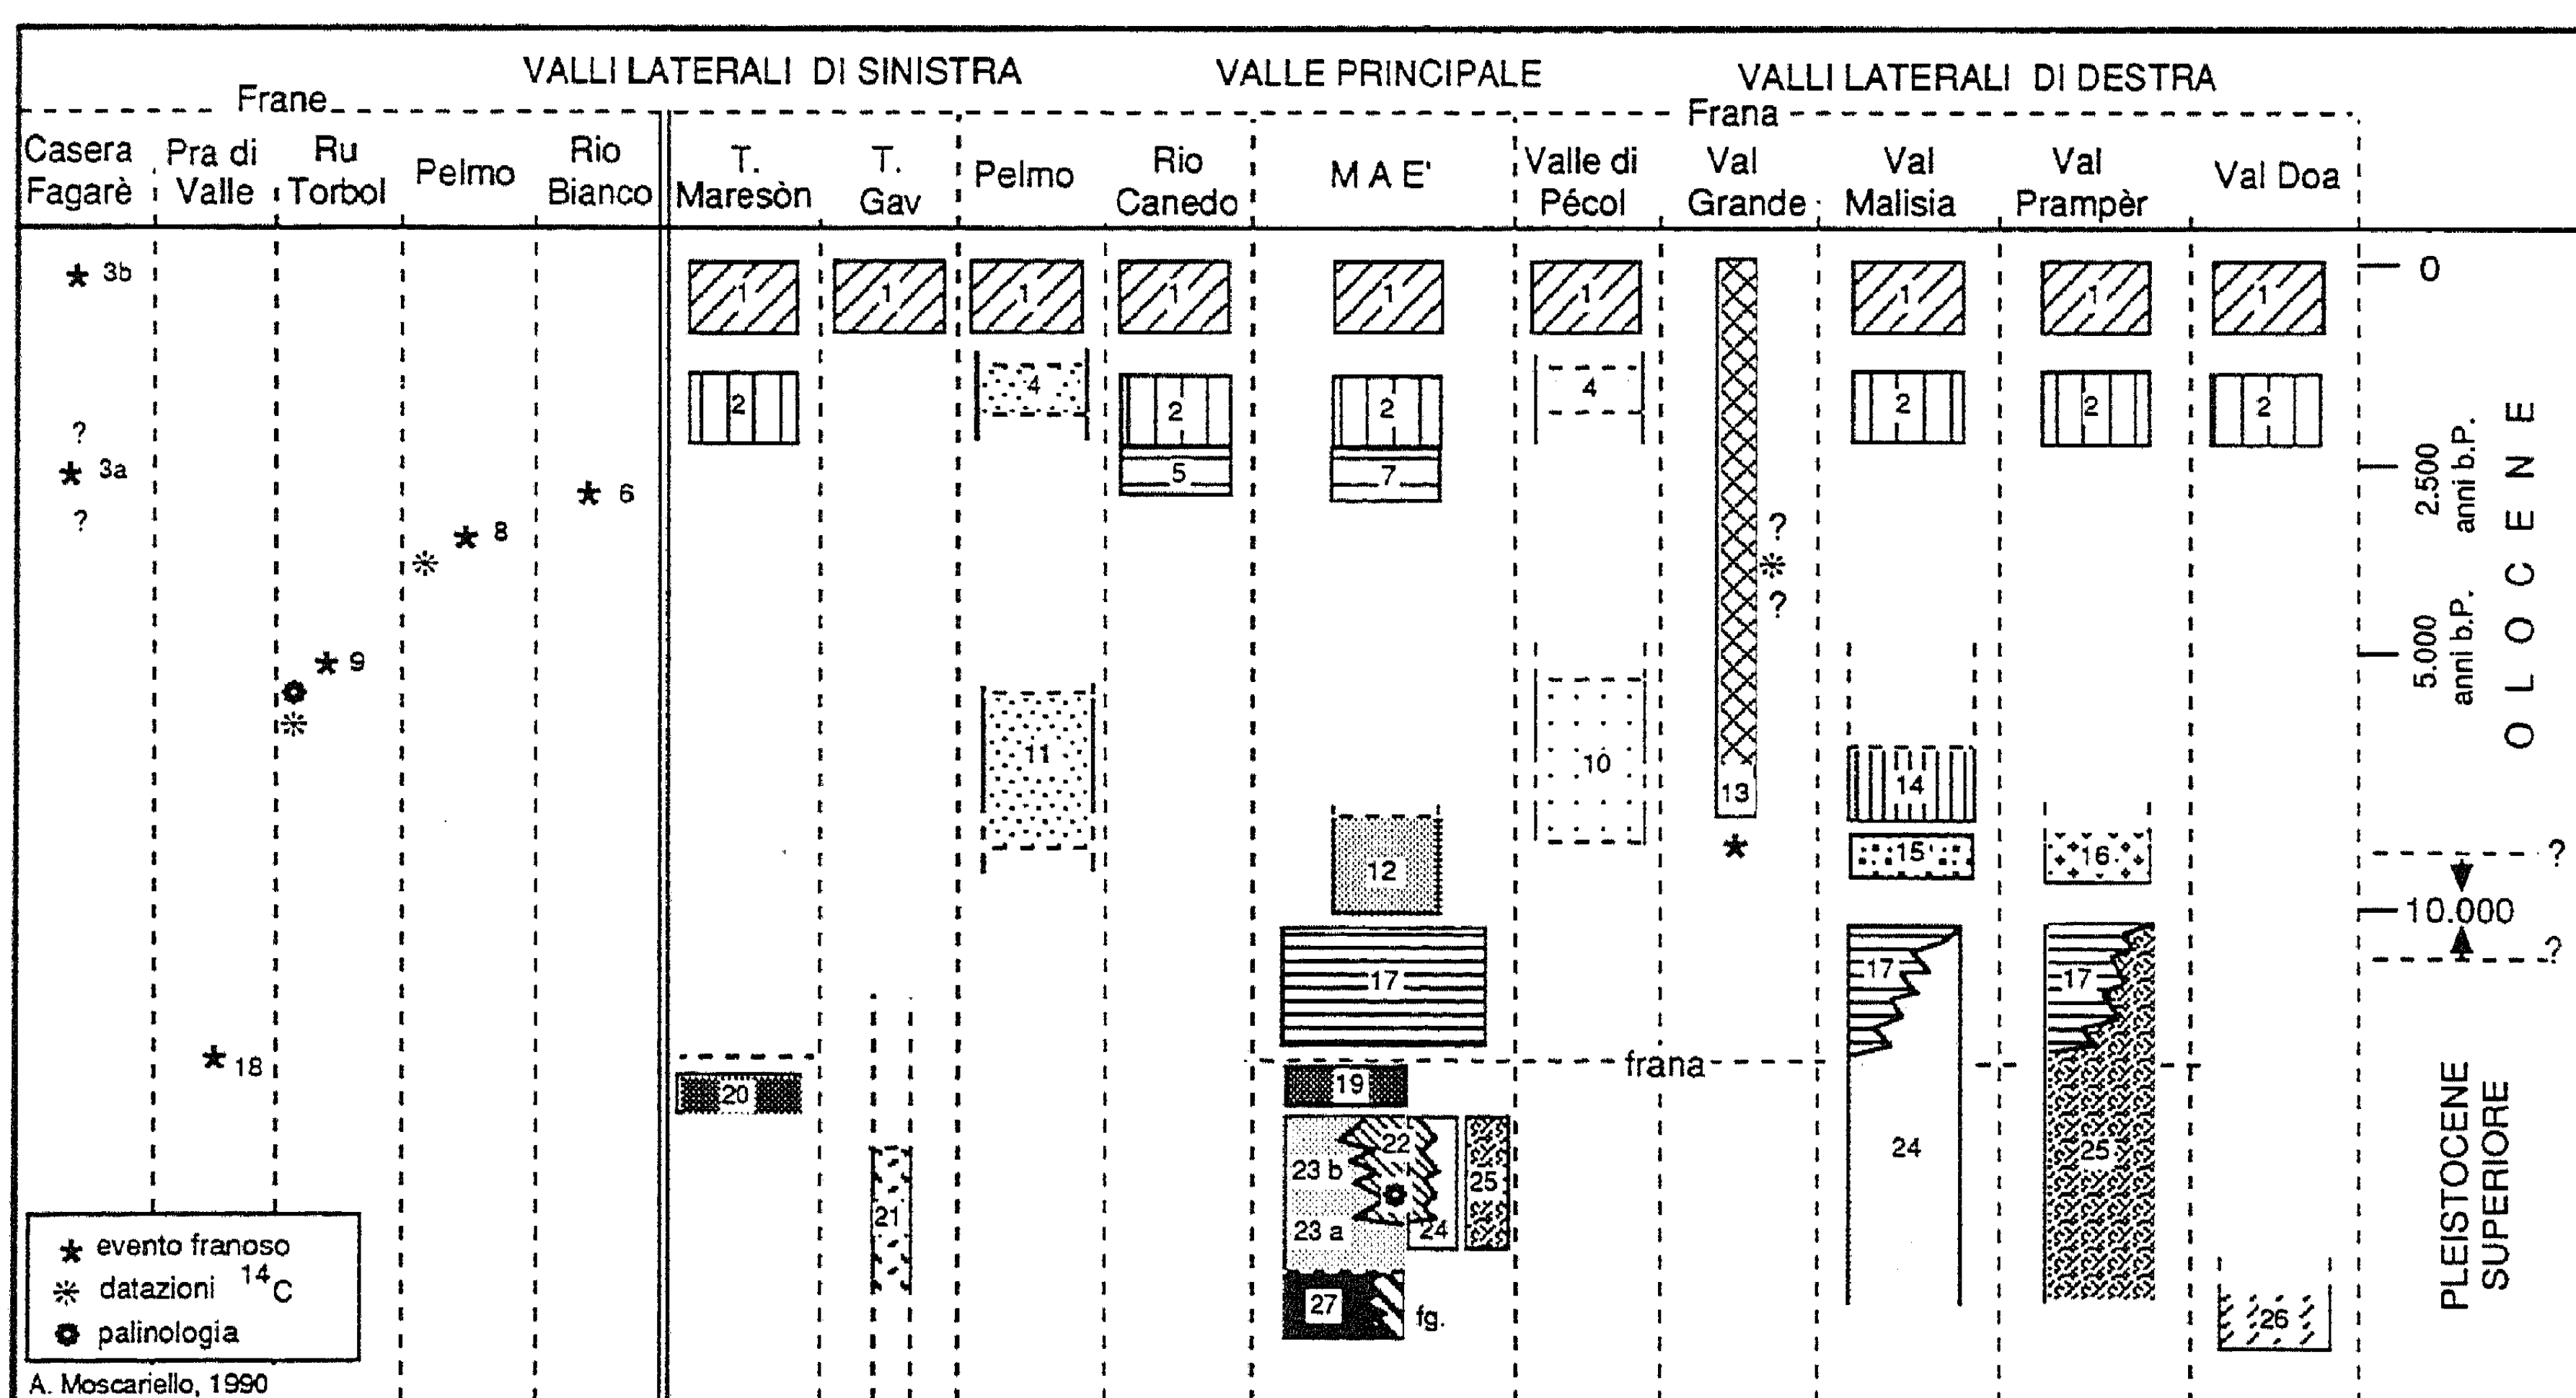 VALLI LATERALI DI SINISTRA VALLE PRINCIPALE VALLI LATERALI DI DESTRA
Frane Frana
Casera Fagarè
Pra di Valle
Ru Torbol
Pelmo
Rio Bianco
T. Maresòn
T. Gav
Pelmo
Rio Canedo
M A E'
Valle di Pécol
Val Grande
Val Malisia
Val Prampèr
Val Doa
3b 1 1 1 1 1 1 1 1 1 0
2 4 2 2 4 2 2 2
?
3a 5 7 2.500 anni b.P.
6
? 8 ?
?
9 5.000 anni b.P.
OLOCENE
11 10 13 14
12 15 16 ?
10.000
17 17 17 ?
18 frana
20 19
22 24 25
23 b 25
21 23 a 24
27 fg. 26
PLEISTOCENE SUPERIORE
evento franoso
datazioni 14C
palinologia
A. Moscariello, 1990